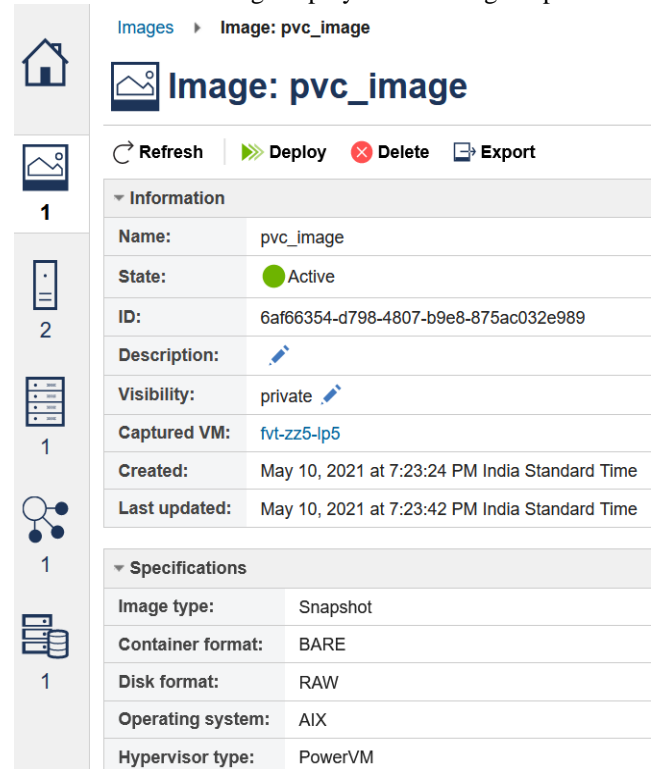 Images ▸ Image: pvc_image
Image: pvc_image
Refresh Deploy Delete Export
1
Information
Name: pvc_image
State: Active
ID: 6af66354-d798-4807-b9e8-875ac032e989
2
Description:
Visibility: private
Captured VM: fvt-zz5-lp5
1
Created: May 10, 2021 at 7:23:24 PM India Standard Time
Last updated: May 10, 2021 at 7:23:42 PM India Standard Time
1
Specifications
Image type: Snapshot
Container format: BARE
Disk format: RAW
1
Operating system: AIX
Hypervisor type: PowerVM